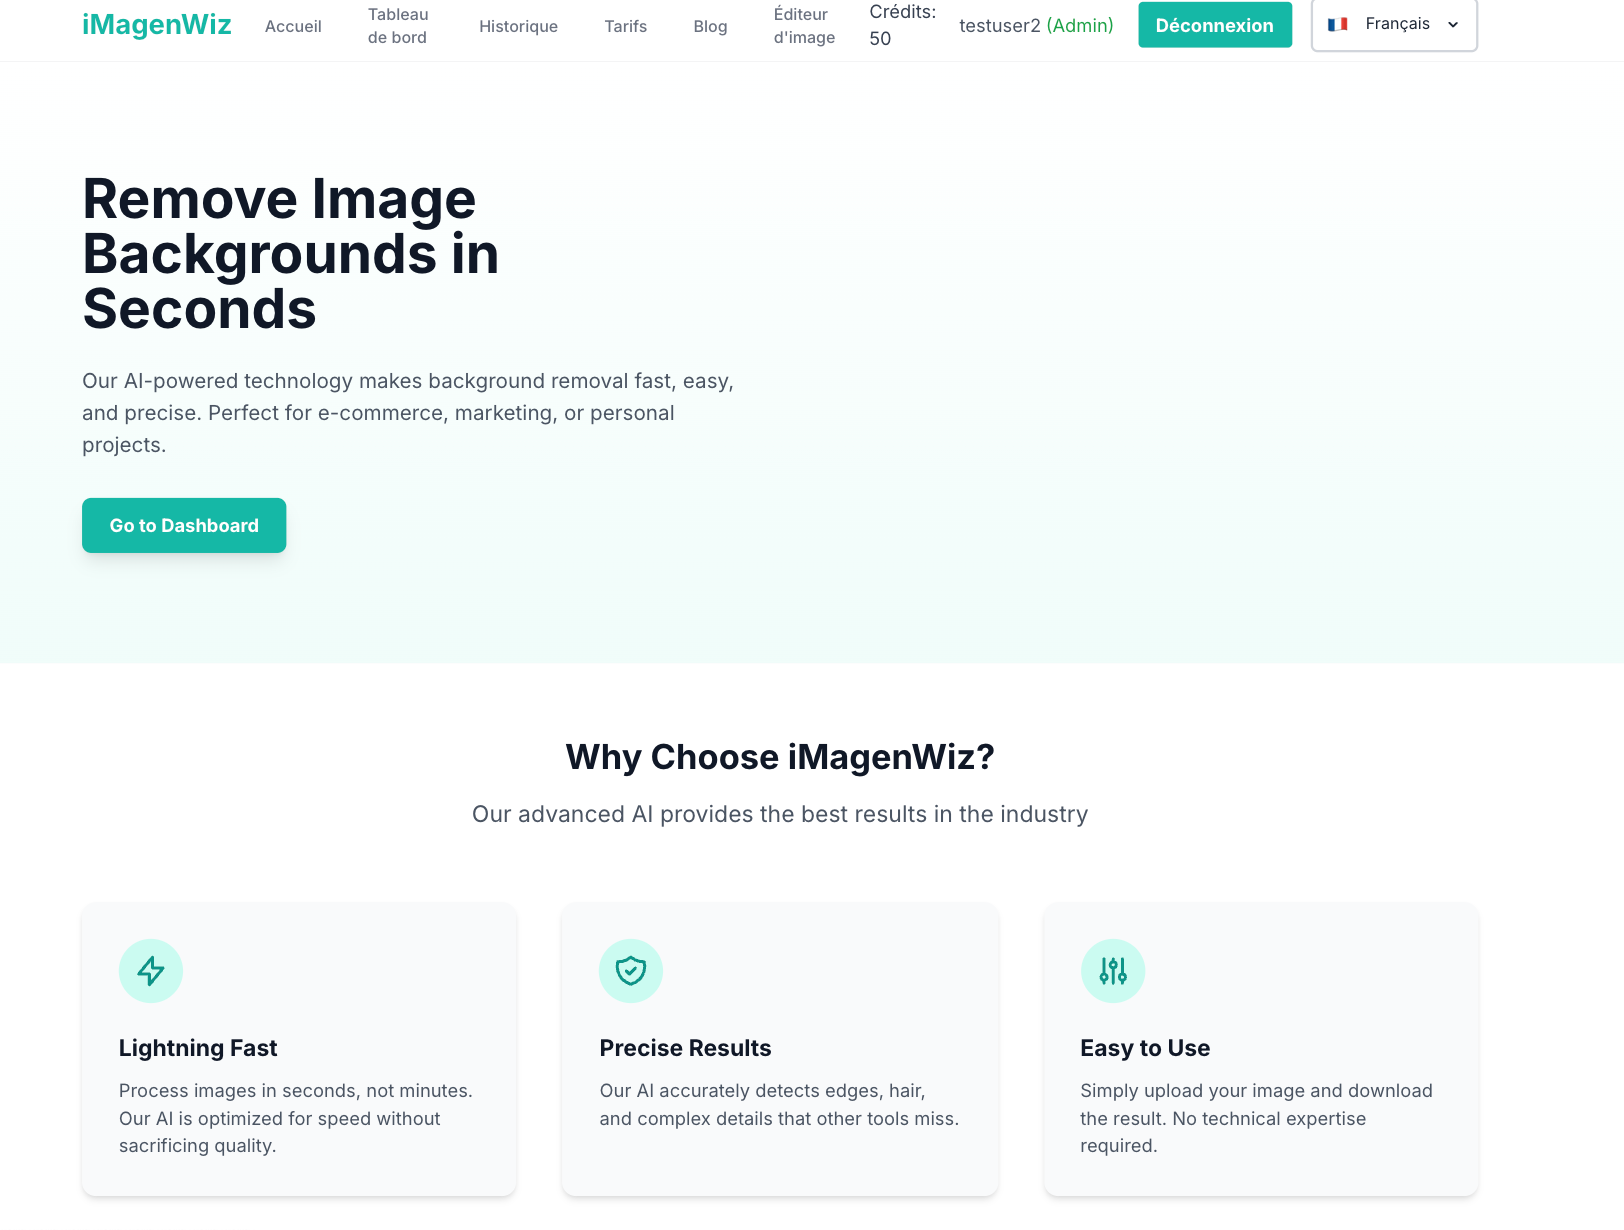 iMagenWiz
Accueil
Tableau
de bord
Historique
Tarifs
Blog
Éditeur
d'image
Crédits:
50
testuser2 (Admin)
Déconnexion
Français
Remove Image
Backgrounds in
Seconds
Our AI-powered technology makes background removal fast, easy,
and precise. Perfect for e-commerce, marketing, or personal
projects.
Go to Dashboard
Why Choose iMagenWiz?
Our advanced AI provides the best results in the industry
Lightning Fast
Process images in seconds, not minutes.
Our AI is optimized for speed without
sacrificing quality.
Precise Results
Our AI accurately detects edges, hair,
and complex details that other tools miss.
Easy to Use
Simply upload your image and download
the result. No technical expertise
required.